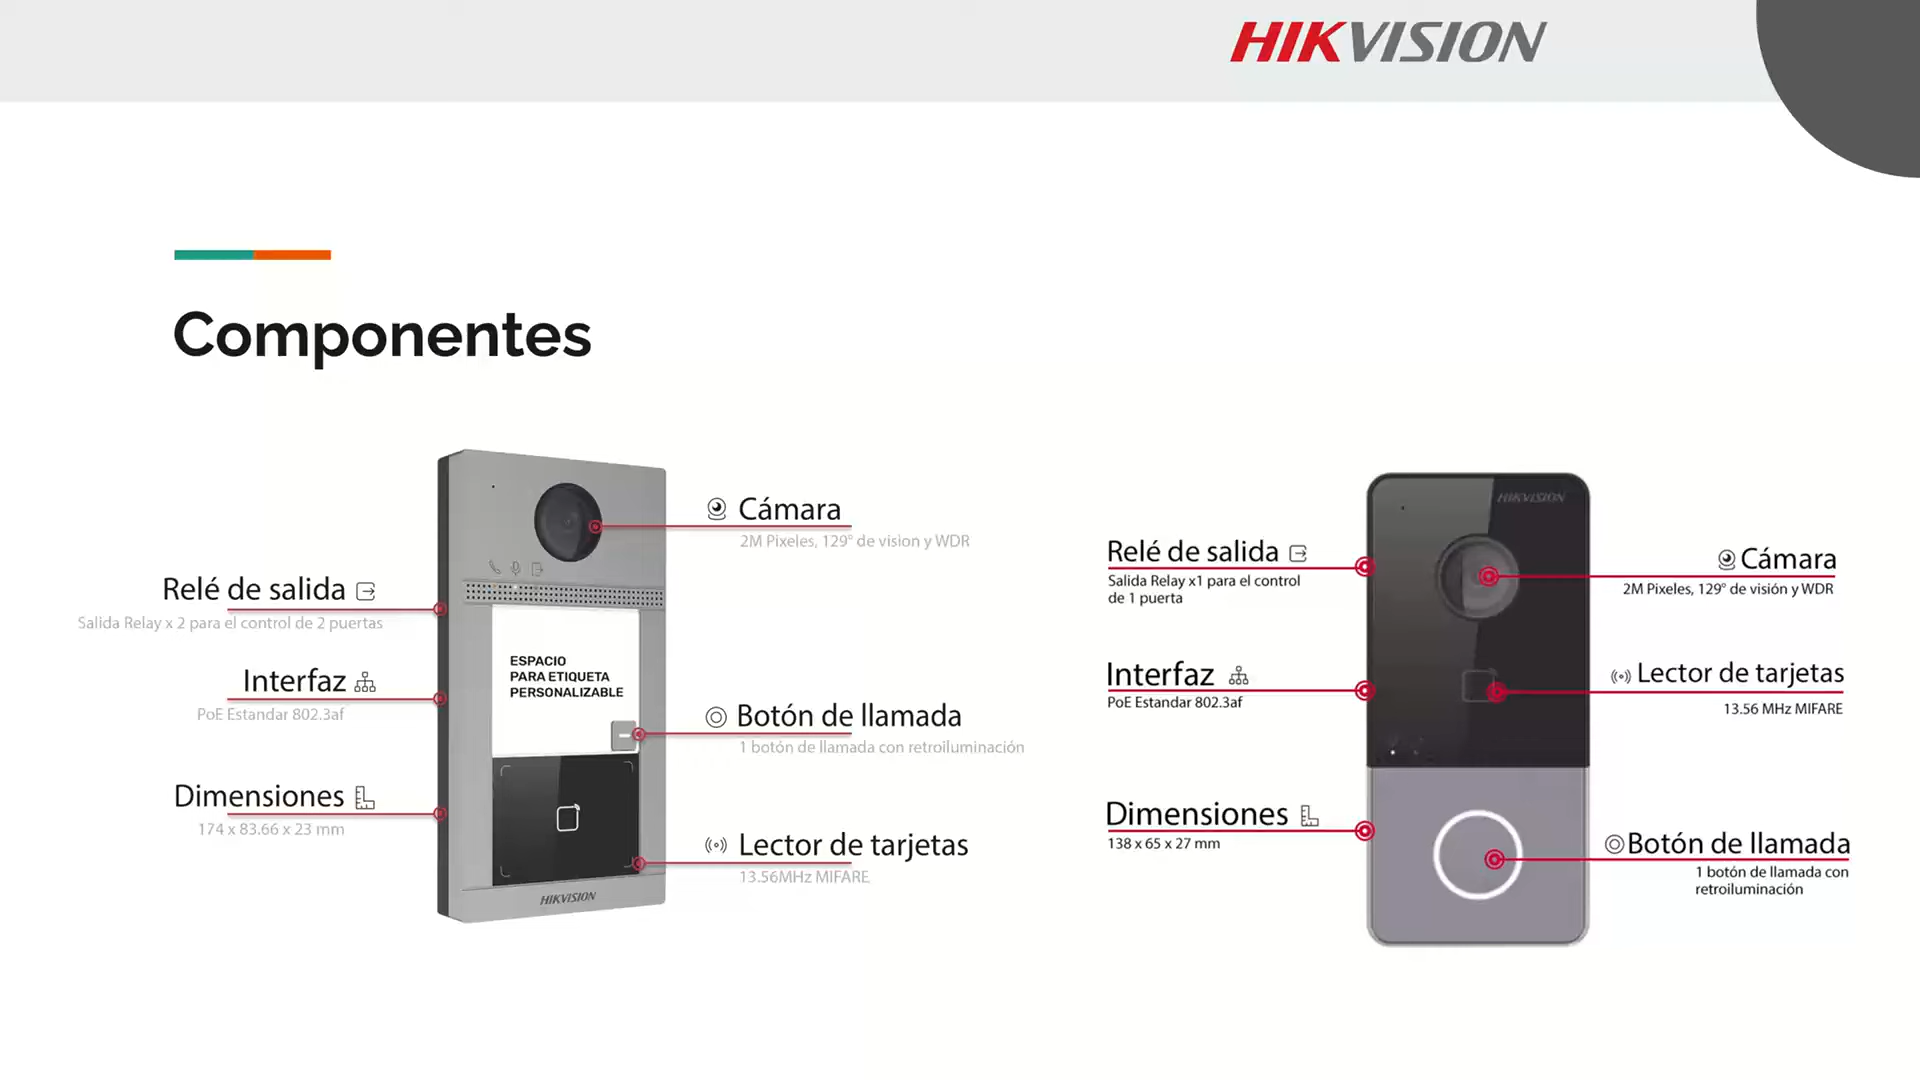 HIKVISION
Componentes
Cámara
2M Pixeles, 129° de vision y WDR
Relé de salida
Salida Relay x 2 para el control de 2 puertas
Interfaz
PoE Estandar 802.3af
Dimensiones
174 x 83.66 x 23 mm
ESPACIO
PARA ETIQUETA
PERSONALIZABLE
Botón de llamada
1 botón de llamada con retroiluminación
Lector de tarjetas
13.56MHz MIFARE
HIKVISION
HIKVISION
Relé de salida
Salida Relay x1 para el control
de 1 puerta
Interfaz
PoE Estandar 802.3af
Dimensiones
138 x 65 x 27 mm
Cámara
2M Pixeles, 129° de visión y WDR
Lector de tarjetas
13.56 MHz MIFARE
Botón de llamada
1 botón de llamada con
retroiluminación